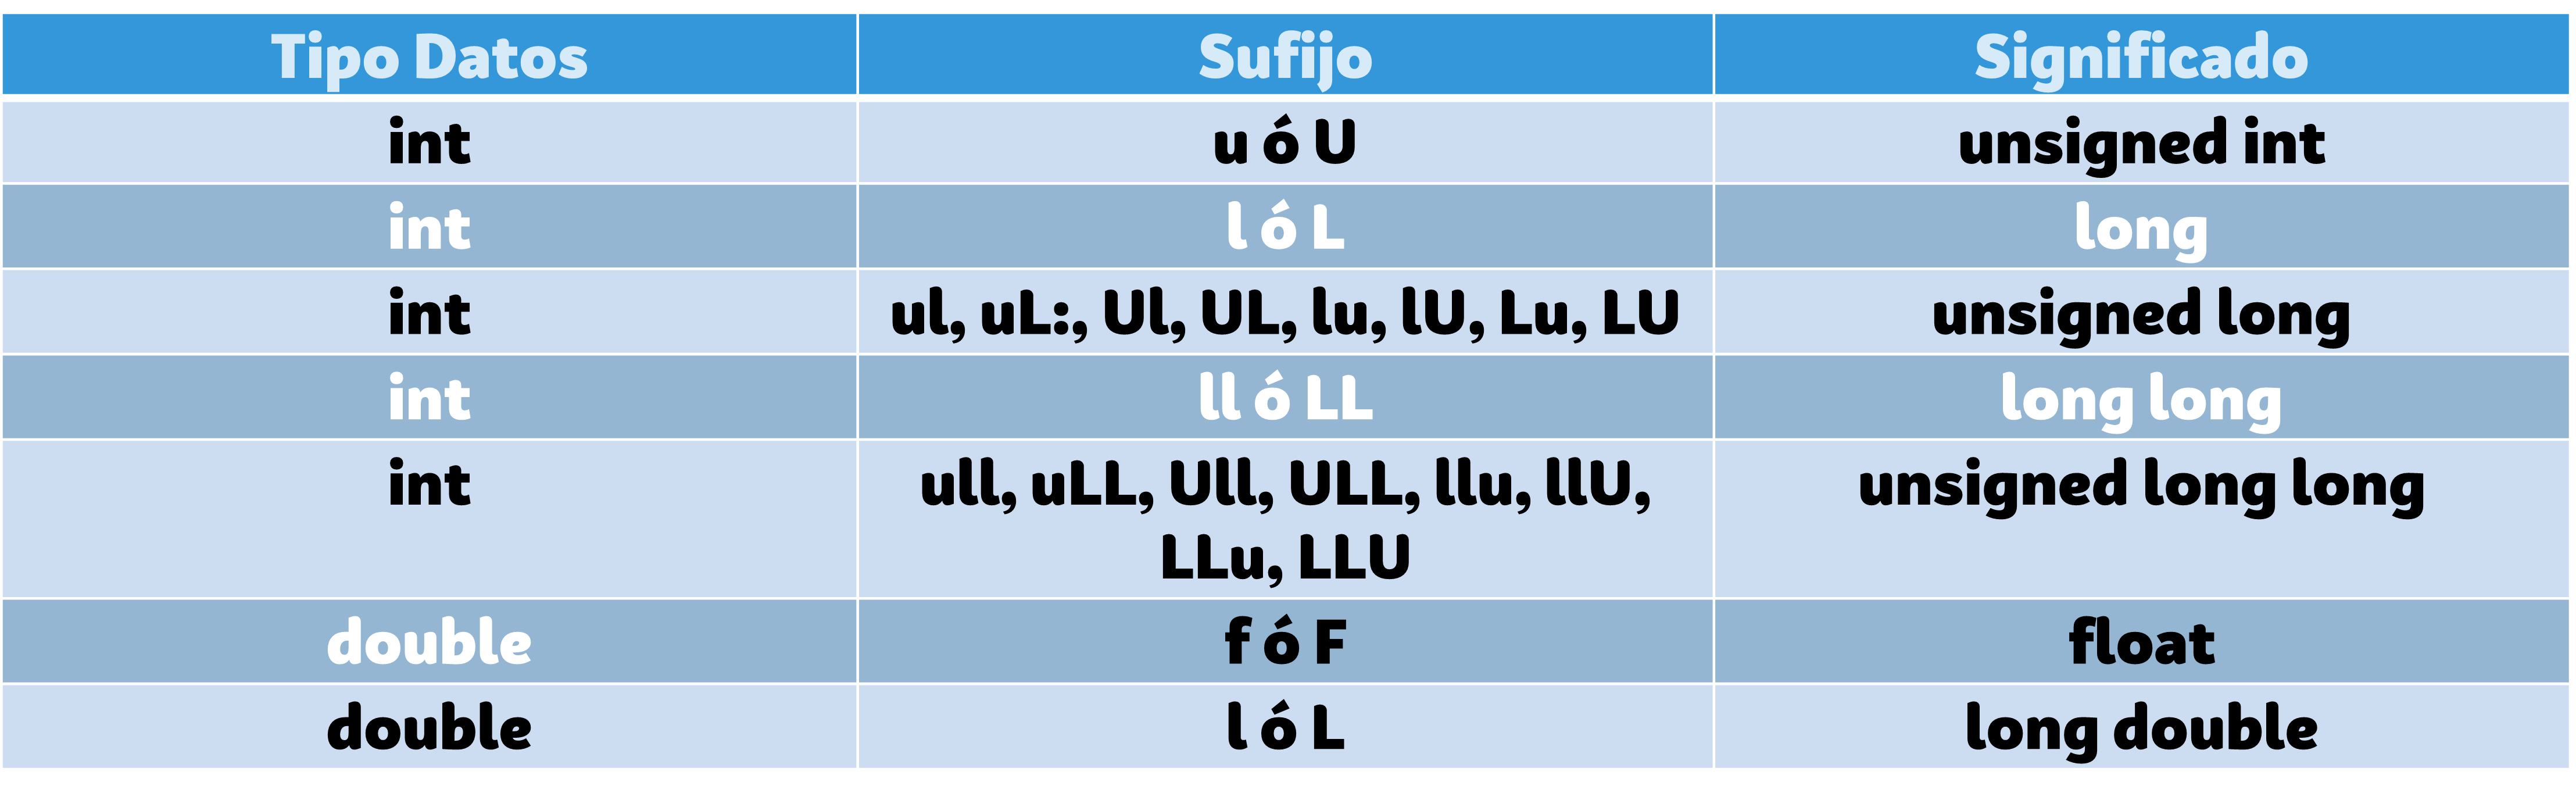 Tipo Datos Sufijo Significado
int u ó U unsigned int
int l ó L long
int ul, uL:, Ul, UL, lu, lU, Lu, LU unsigned long
int ll ó LL long long
int ull, uLL, Ull, ULL, llu, llU, unsigned long long
LLu, LLU
double f ó F float
double l ó L long double